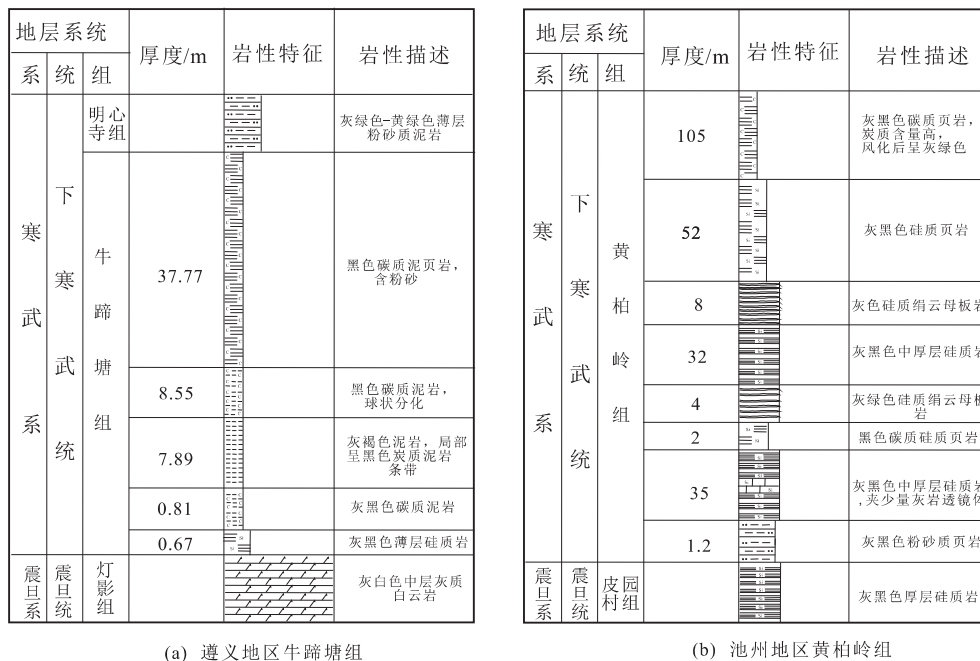 地层系统
厚度/m
岩性特征
岩性描述
系
统
组
寒武系
下寒武统
明心
寺组
灰绿色-黄绿色薄层
粉砂质泥岩
牛蹄塘组
37.77
黑色碳质泥页岩，
含粉砂
8.55
黑色碳质泥岩，
球状分化
7.89
灰褐色泥岩，局部
呈黑色炭质泥岩
条带
0.81
灰黑色碳质泥岩
0.67
灰黑色薄层硅质岩
震旦系
震旦统
灯影组
灰白色中层灰质
白云岩
(a) 遵义地区牛蹄塘组
地层系统
厚度/m
岩性特征
岩性描述
系
统
组
寒武系
下寒武统
黄柏岭组
105
灰黑色碳质页岩，
炭质含量高，
风化后呈灰绿色
52
灰黑色硅质页岩
8
灰色硅质绢云母板岩
32
灰黑色中厚层硅质岩
4
灰绿色硅质绢云母板
岩
2
黑色碳质硅质页岩
35
灰黑色中厚层硅质岩
,夹少量灰岩透镜体
1.2
灰黑色粉砂质页岩
震旦系
震旦统
皮园
村组
灰黑色厚层硅质岩
(b) 池州地区黄柏岭组